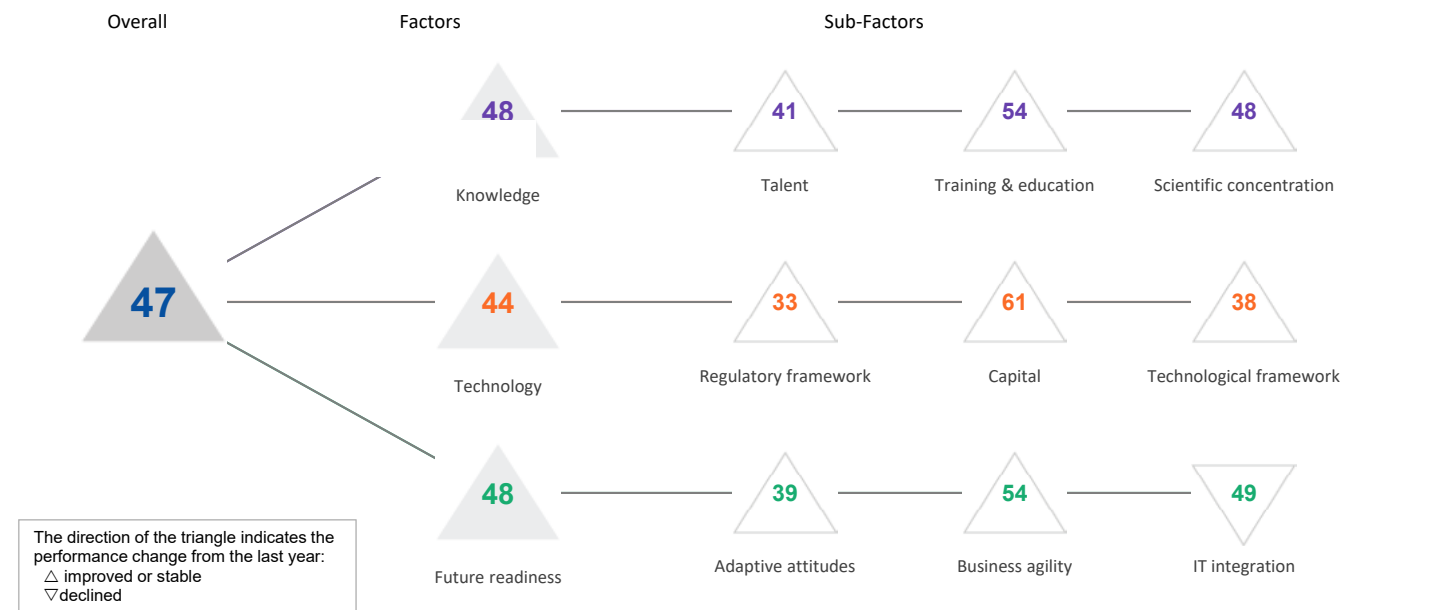 Overall Factors Sub-Factors
48 41 54 48
Knowledge Talent Training & education Scientific concentration
47 44 33 61 38
Technology Regulatory framework Capital Technological framework
48 39 54 49
Future readiness Adaptive attitudes Business agility IT integration
The direction of the triangle indicates the
performance change from the last year:
△ improved or stable
▽declined